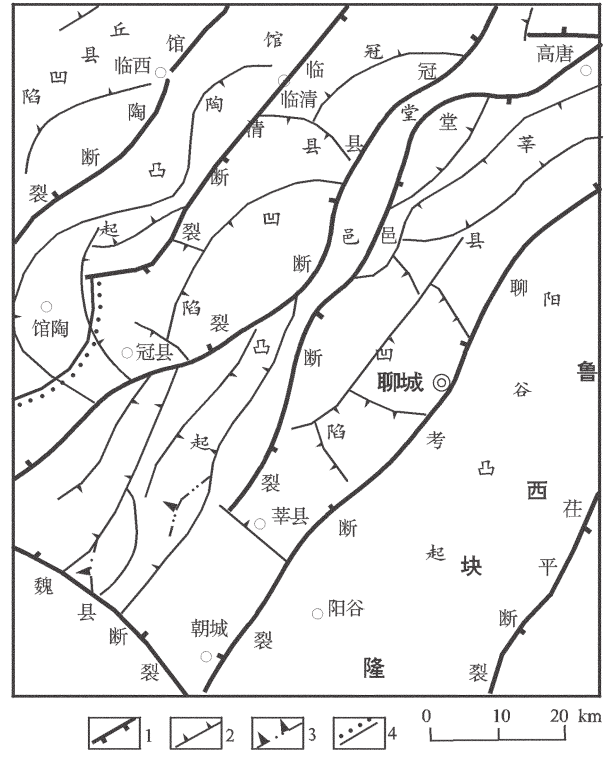 丘县凹陷
馆陶断裂
馆陶凸起
临清断裂
冠县凹陷
冠县断裂
堂邑凸起
堂邑断裂
莘县凹陷
聊考断裂
阳谷凸起
鲁西块隆
茌平断裂
魏县断裂
临西
临清
高唐
馆陶
冠县
聊城
莘县
朝城
阳谷
1
2
3
4
0 10 20 km